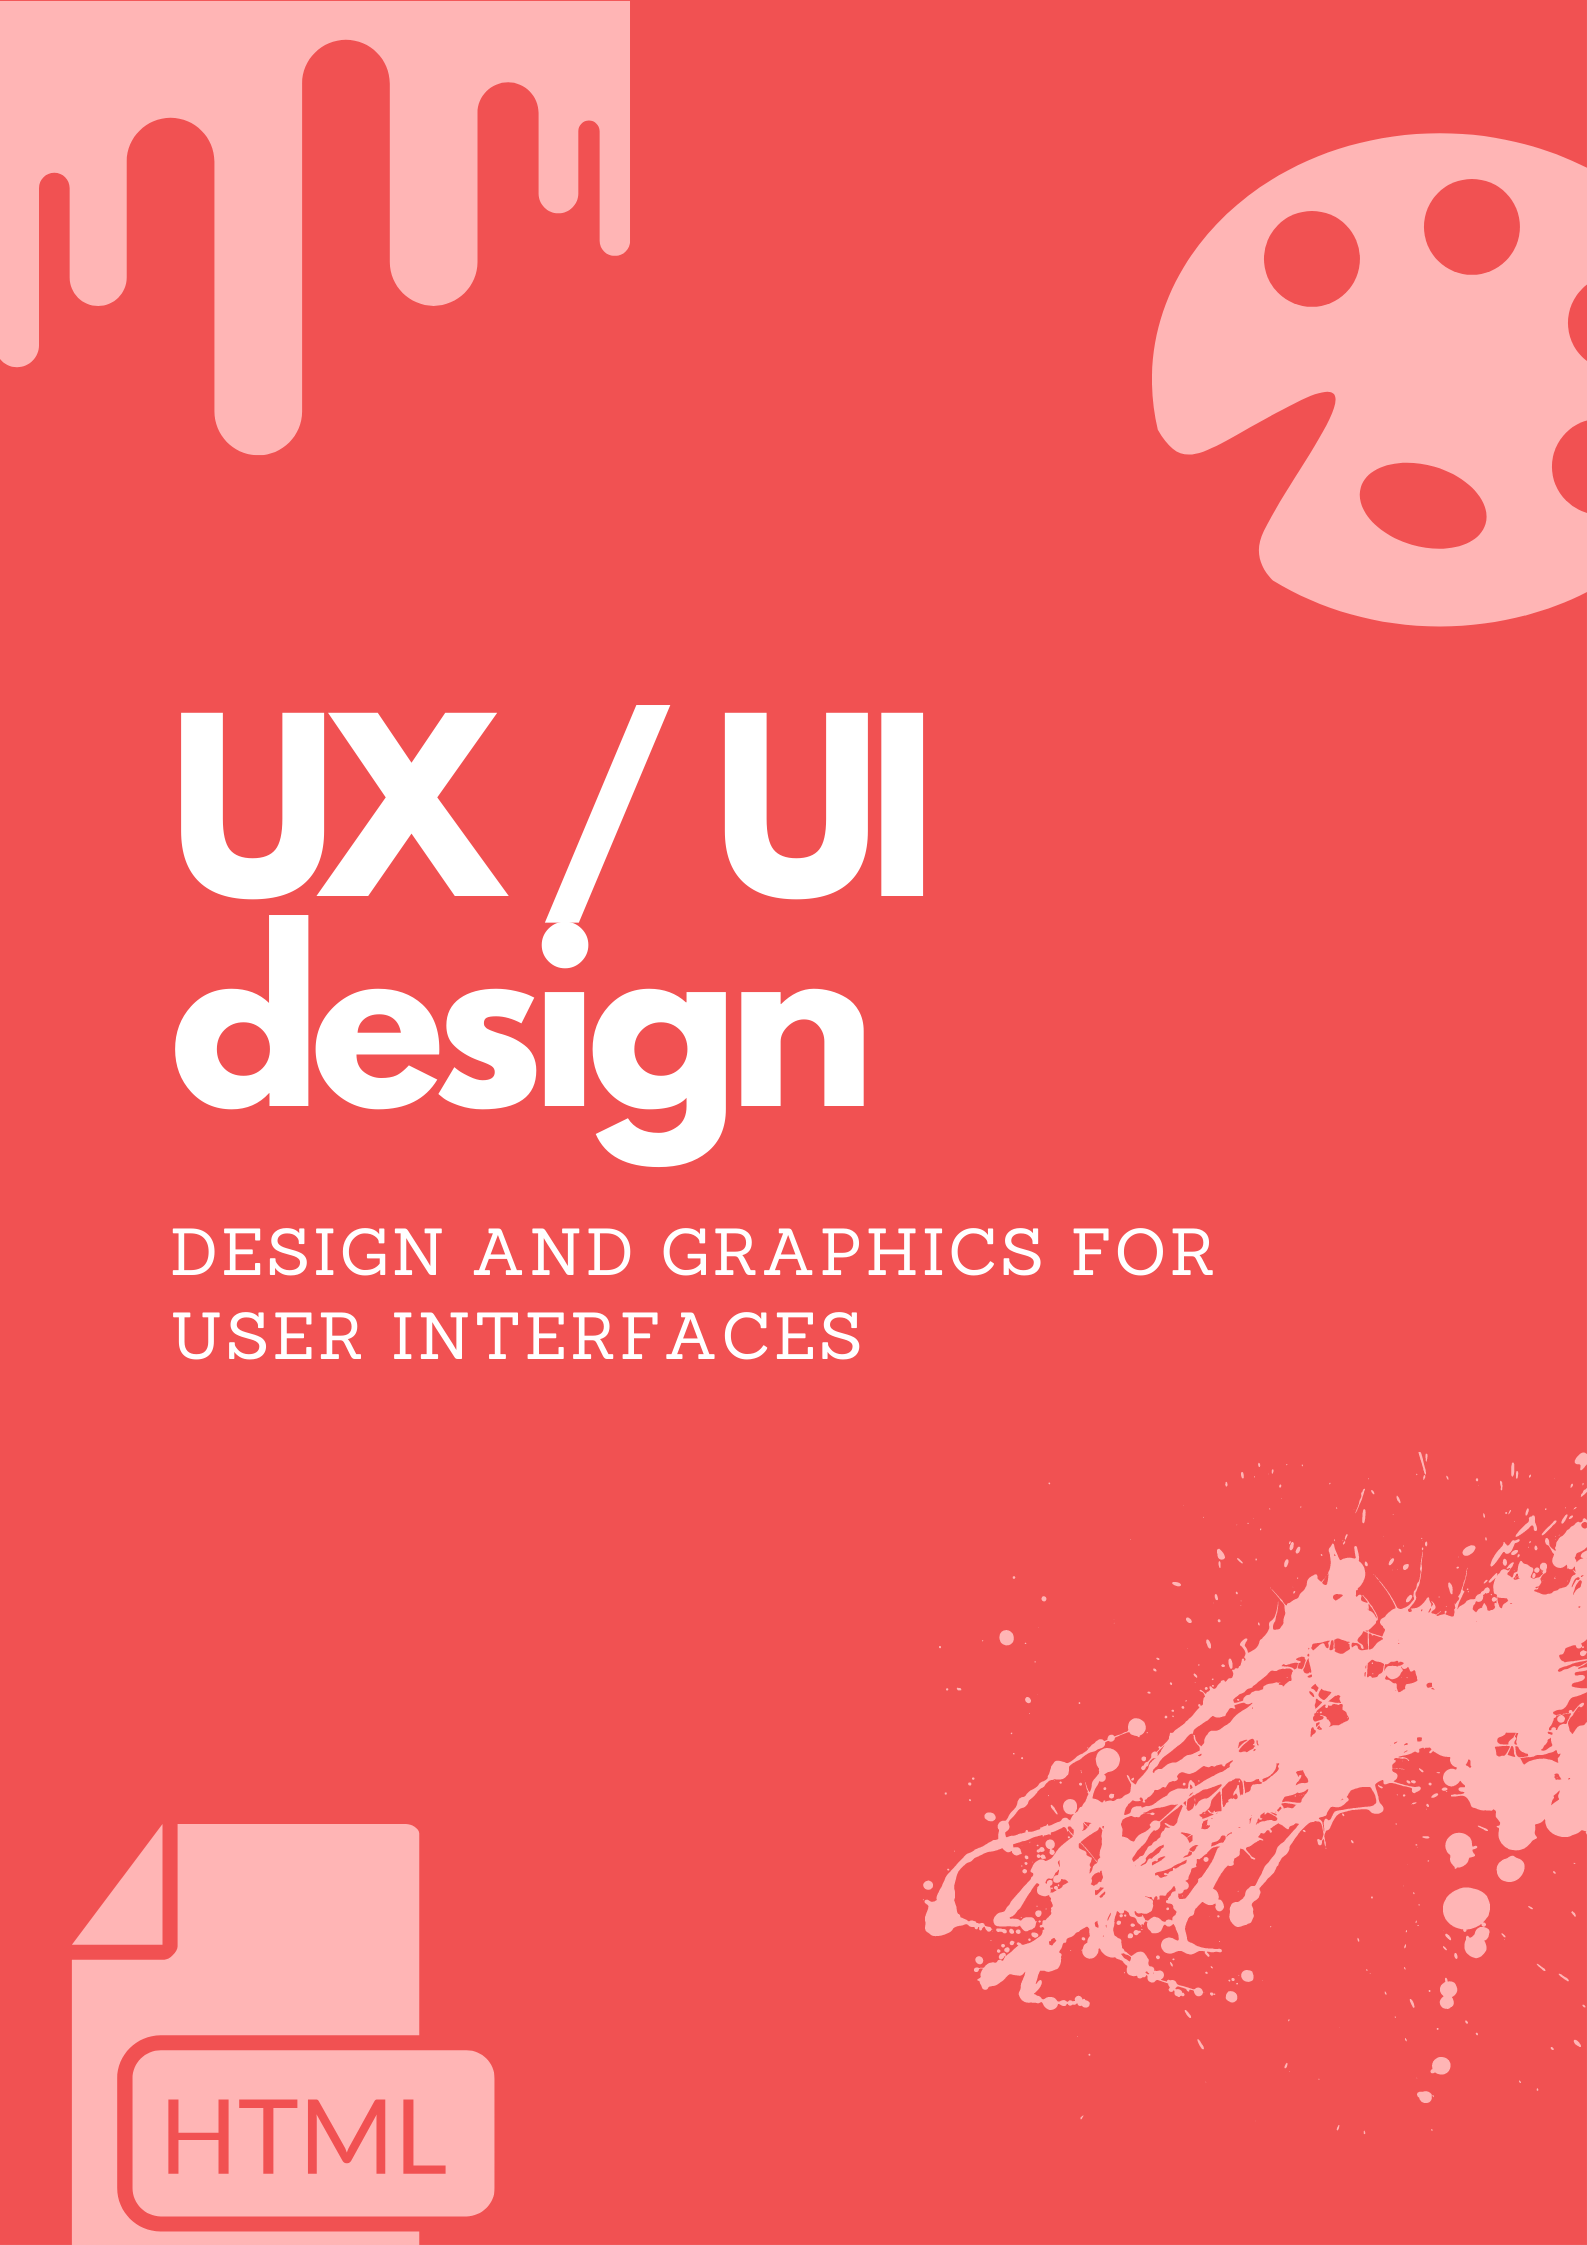 UX / UI
design
DESIGN AND GRAPHICS FOR
USER INTERFACES
HTML